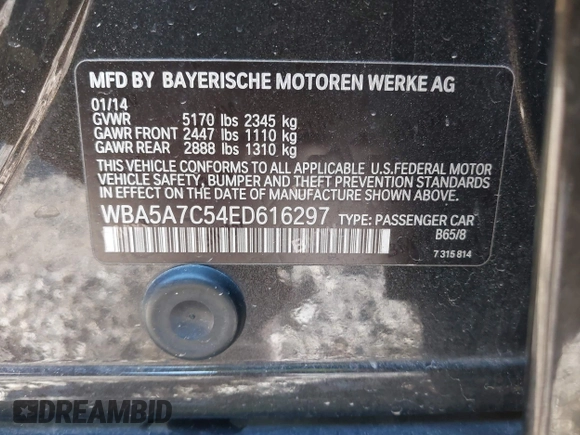 MFD BY BAYERISCHE MOTOREN WERKE AG
01/14
GVWR 5170 lbs 2345 kg
GAWR FRONT 2447 lbs 1110 kg
GAWR REAR 2888 lbs 1310 kg
THIS VEHICLE CONFORMS TO ALL APPLICABLE U.S.FEDERAL MOTOR
VEHICLE SAFETY, BUMPER AND THEFT PREVENTION STANDARDS
IN EFFECT ON THE DATE OF MANUFACTURE SHOWN ABOVE.
WBA5A7C54ED616297 TYPE: PASSENGER CAR
B65/8
7 315 814
DREAMBID